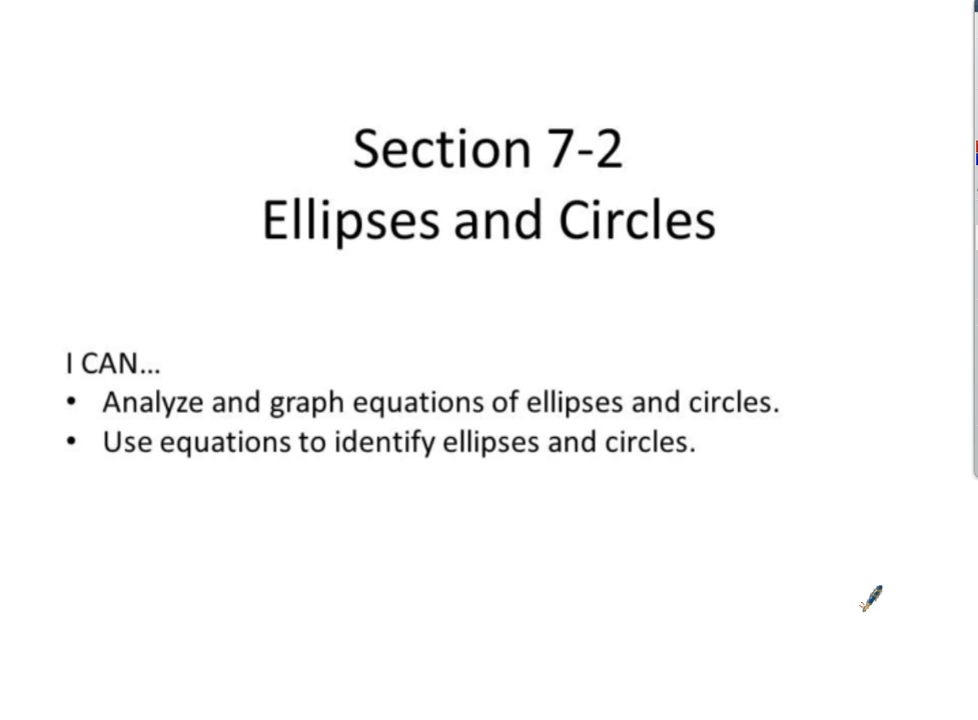 Section 7-2
Ellipses and Circles
I CAN...
• Analyze and graph equations of ellipses and circles.
• Use equations to identify ellipses and circles.